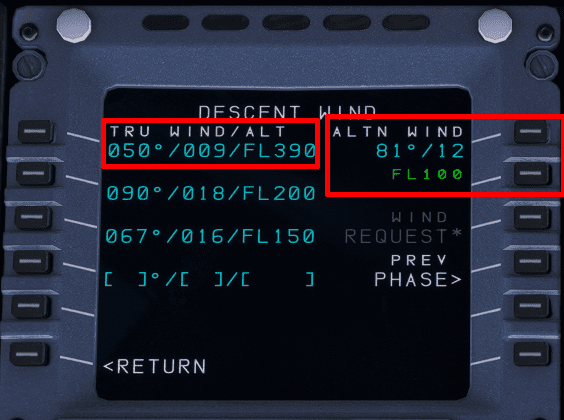 DESCENT WIND
TRU WIND/ALT ALTN WIND
050°/009/FL390 81°/12
FL100
090°/018/FL200
WIND
067°/016/FL150 REQUEST*
PREV
[ ]°/[ ]/[ ] PHASE>
<RETURN